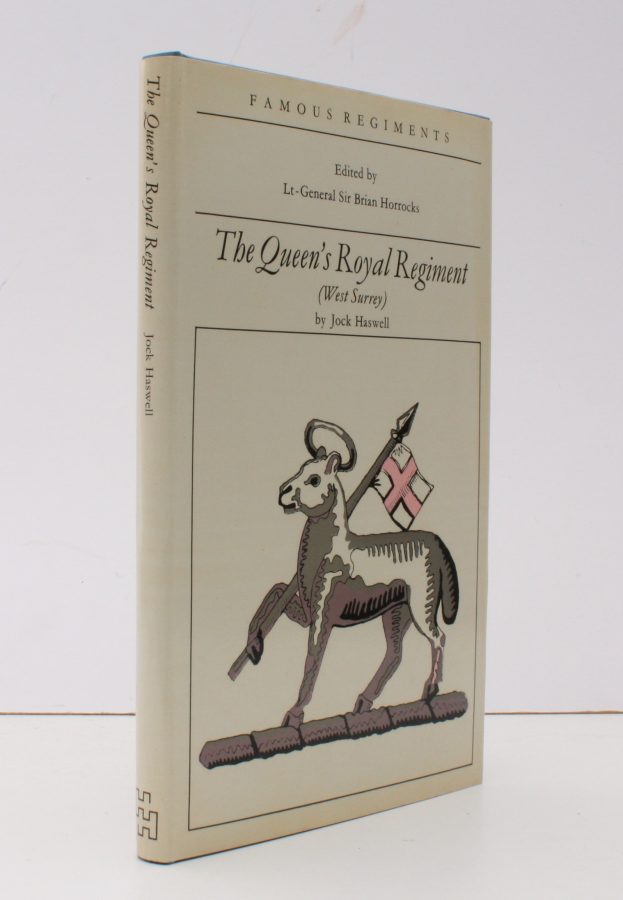 The Queen's Royal Regiment Jock Haswell
FAMOUS REGIMENTS
Edited by
Lt-General Sir Brian Horrocks
The Queen's Royal Regiment
(West Surrey)
by Jock Haswell